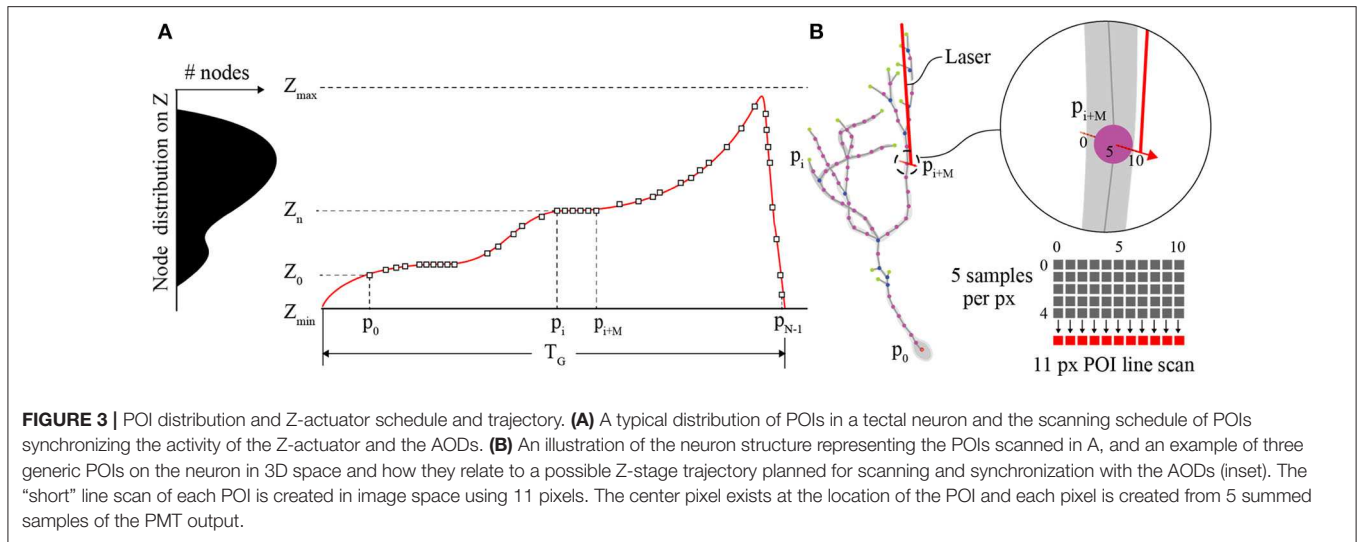 A
B
# nodes
Node distribution on Z
Z_max
Z_n
Z_0
Z_min
p_0
p_i
p_{i+M}
p_{N-1}
T_G
Laser
p_i
p_{i+M}
p_0
p_{i+M}
0
5
10
0 5 10
5 samples
per px
0
4
11 px POI line scan
FIGURE 3 | POI distribution and Z-actuator schedule and trajectory. (A) A typical distribution of POIs in a tectal neuron and the scanning schedule of POIs
synchronizing the activity of the Z-actuator and the AODs. (B) An illustration of the neuron structure representing the POIs scanned in A, and an example of three
generic POIs on the neuron in 3D space and how they relate to a possible Z-stage trajectory planned for scanning and synchronization with the AODs (inset). The
“short” line scan of each POI is created in image space using 11 pixels. The center pixel exists at the location of the POI and each pixel is created from 5 summed
samples of the PMT output.